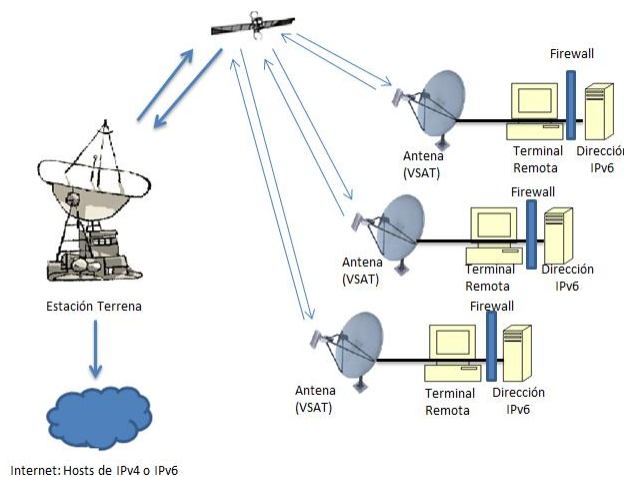 Firewall
Antena
(VSAT)
Terminal
Remota
Dirección
IPv6
Firewall
Antena
(VSAT)
Terminal
Remota
Dirección
IPv6
Firewall
Estación Terrena
Antena
(VSAT)
Terminal
Remota
Dirección
IPv6
Internet: Hosts de IPv4 o IPv6